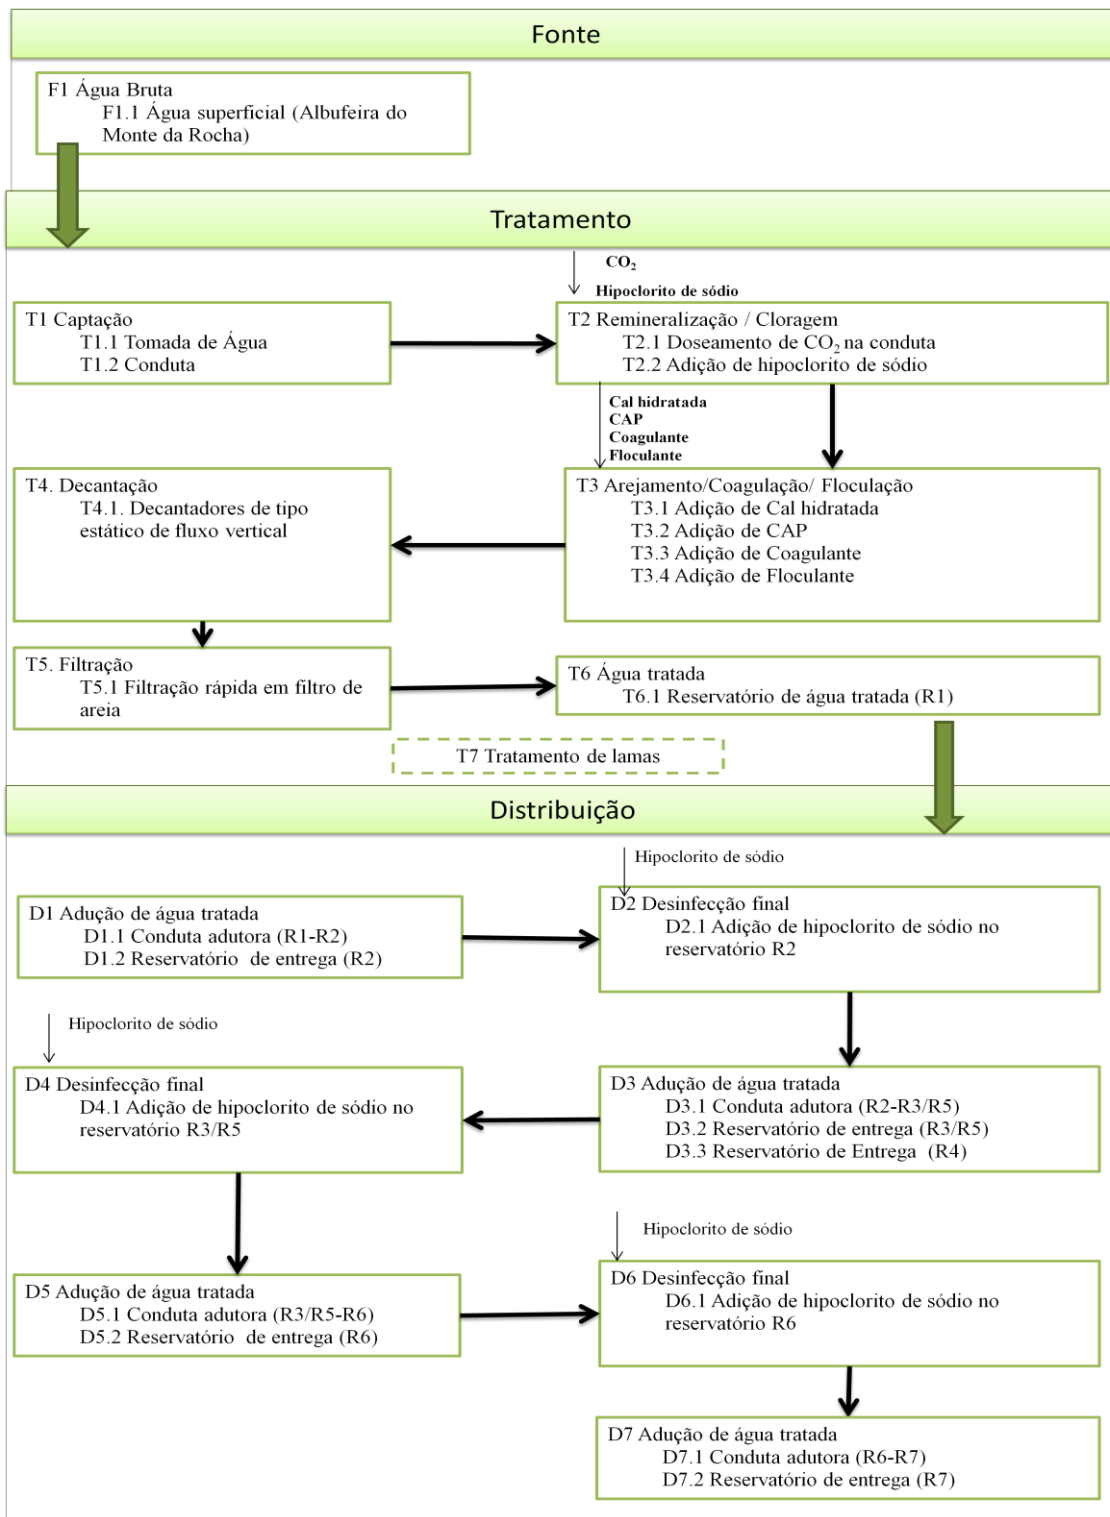 Fonte
F1 Água Bruta
F1.1 Água superficial (Albufeira do
Monte da Rocha)
Tratamento
CO₂
Hipoclorito de sódio
T1 Captação
T1.1 Tomada de Água
T1.2 Conduta
T2 Remineralização / Cloragem
T2.1 Doseamento de CO₂ na conduta
T2.2 Adição de hipoclorito de sódio
Cal hidratada
CAP
Coagulante
Floculante
T3 Arejamento/Coagulação/ Floculação
T3.1 Adição de Cal hidratada
T3.2 Adição de CAP
T3.3 Adição de Coagulante
T3.4 Adição de Floculante
T4. Decantação
T4.1. Decantadores de tipo
estático de fluxo vertical
T5. Filtração
T5.1 Filtração rápida em filtro de
areia
T6 Água tratada
T6.1 Reservatório de água tratada (R1)
T7 Tratamento de lamas
Distribuição
Hipoclorito de sódio
D1 Adução de água tratada
D1.1 Conduta adutora (R1-R2)
D1.2 Reservatório de entrega (R2)
D2 Desinfecção final
D2.1 Adição de hipoclorito de sódio no
reservatório R2
Hipoclorito de sódio
D3 Adução de água tratada
D3.1 Conduta adutora (R2-R3/R5)
D3.2 Reservatório de entrega (R3/R5)
D3.3 Reservatório de Entrega (R4)
D4 Desinfecção final
D4.1 Adição de hipoclorito de sódio no
reservatório R3/R5
Hipoclorito de sódio
D5 Adução de água tratada
D5.1 Conduta adutora (R3/R5-R6)
D5.2 Reservatório de entrega (R6)
D6 Desinfecção final
D6.1 Adição de hipoclorito de sódio no
reservatório R6
D7 Adução de água tratada
D7.1 Conduta adutora (R6-R7)
D7.2 Reservatório de entrega (R7)